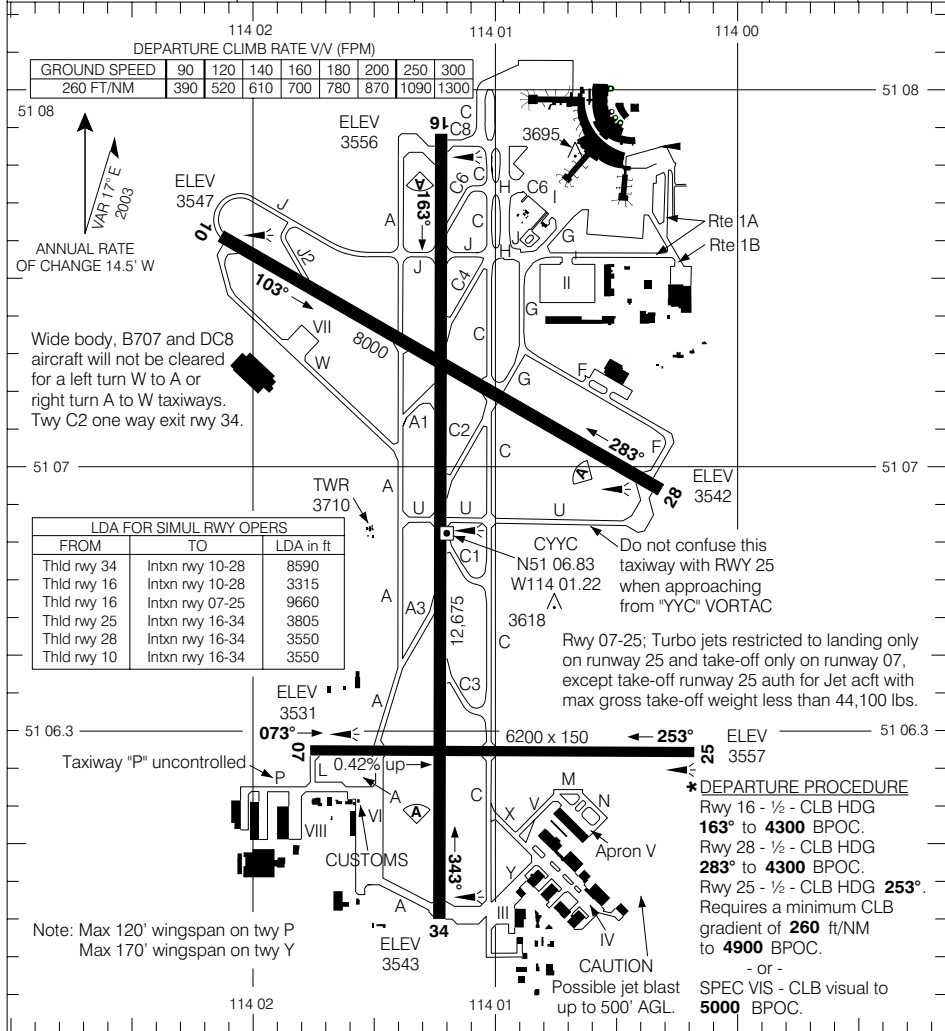 114 02
114 01
114 00
DEPARTURE CLIMB RATE V/V (FPM)
GROUND SPEED 90 120 140 160 180 200 250 300
260 FT/NM 390 520 610 700 780 870 1090 1300
51 08
51 08
VAR 17° E
2003
ANNUAL RATE
OF CHANGE 14.5' W
ELEV
3556
16
C
C8
3695
ELEV
3547
J
10
A
A
163°
C6
C
H
C6
I
C
J
G
J2
J
J
H
I
Rte 1A
Rte 1B
103°
C4
II
G
VII
W
8000
C
Wide body, B707 and DC8
aircraft will not be cleared
for a left turn W to A or
right turn A to W taxiways.
Twy C2 one way exit rwy 34.
G
F
A1
C2
283°
F
51 07
C
A
51 07
ELEV
3542
28
A
TWR
3710
U
U
U
CYYC
N51 06.83
W114 01.22
3618
Do not confuse this
taxiway with RWY 25
when approaching
from "YYC" VORTAC
C1
LDA FOR SIMUL RWY OPERS
FROM TO LDA in ft
Thld rwy 34 Intxn rwy 10-28 8590
Thld rwy 16 Intxn rwy 10-28 3315
Thld rwy 16 Intxn rwy 07-25 9660
Thld rwy 25 Intxn rwy 16-34 3805
Thld rwy 28 Intxn rwy 16-34 3550
Thld rwy 10 Intxn rwy 16-34 3550
A
A3
12,675
C
Rwy 07-25; Turbo jets restricted to landing only
on runway 25 and take-off only on runway 07,
except take-off runway 25 auth for Jet acft with
max gross take-off weight less than 44,100 lbs.
C3
A
ELEV
3531
51 06.3
51 06.3
073°
07
6200 x 150
253°
25
ELEV
3557
Taxiway "P" uncontrolled
P
L
0.42% up
A
A
C
VI
VIII
CUSTOMS
X
V
M
N
Apron V
Y
343°
A
III
IV
34
ELEV
3543
Note: Max 120' wingspan on twy P
Max 170' wingspan on twy Y
CAUTION
Possible jet blast
up to 500' AGL.
* DEPARTURE PROCEDURE
Rwy 16 - ½ - CLB HDG
163° to 4300 BPOC.
Rwy 28 - ½ - CLB HDG
283° to 4300 BPOC.
Rwy 25 - ½ - CLB HDG 253°.
Requires a minimum CLB
gradient of 260 ft/NM
to 4900 BPOC.
- or -
SPEC VIS - CLB visual to
5000 BPOC.
114 02
114 01
114 00